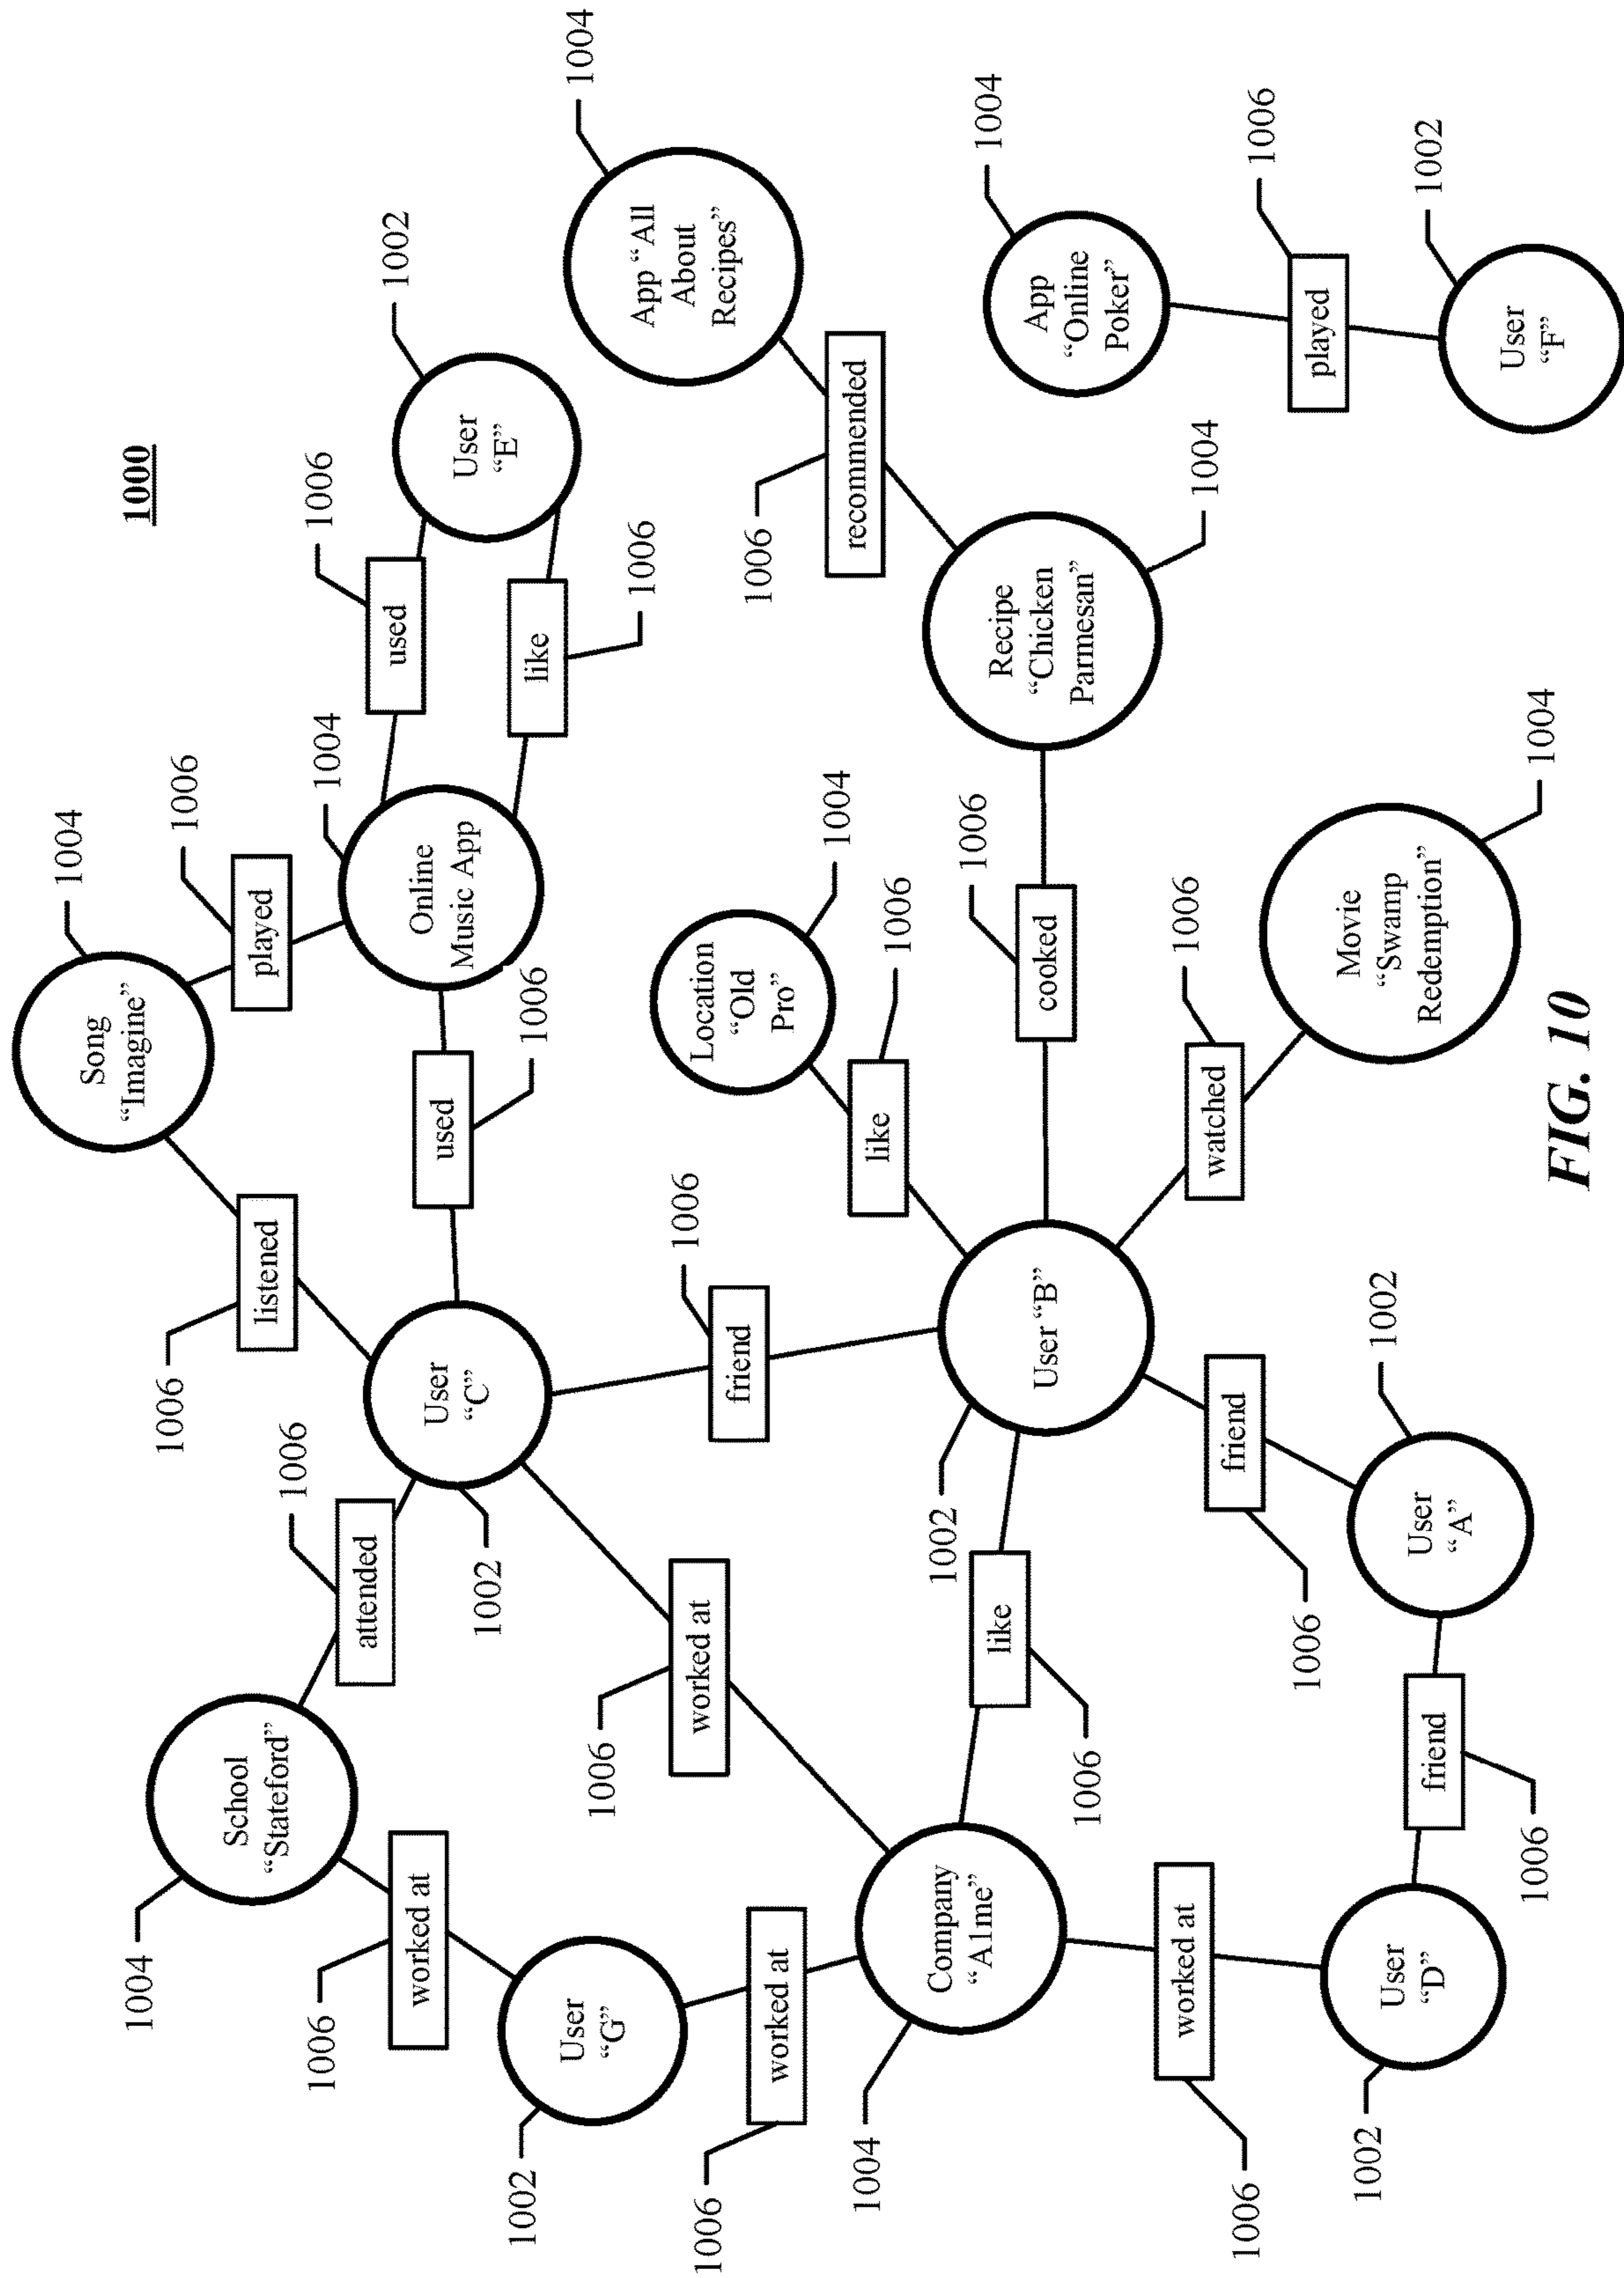 1000
1004
Song
“Imagine”
1004
1006
1006
played
listened
1006
1006
School
“Stateford”
1004
attended
1006
used
1002
User
“E”
1006
worked at
1004
Online
Music App
used
1006
User
“C”
1002
like
1006
1002
User
“G”
1006
worked at
1006
friend
1006
worked at
1004
App “All
About
Recipes”
Location
“Old
Pro”
1004
1006
recommended
like
1006
1004
Company
“A1me”
1002
like
1006
User “B”
1006
cooked
Recipe
“Chicken
Parmesan”
1004
1004
App
“Online
Poker”
1006
worked at
1006
friend
watched
1006
1006
played
1002
User
“D”
friend
1006
User
“A”
1002
Movie
“Swamp
Redemption”
1004
1002
User
“F”
FIG. 10